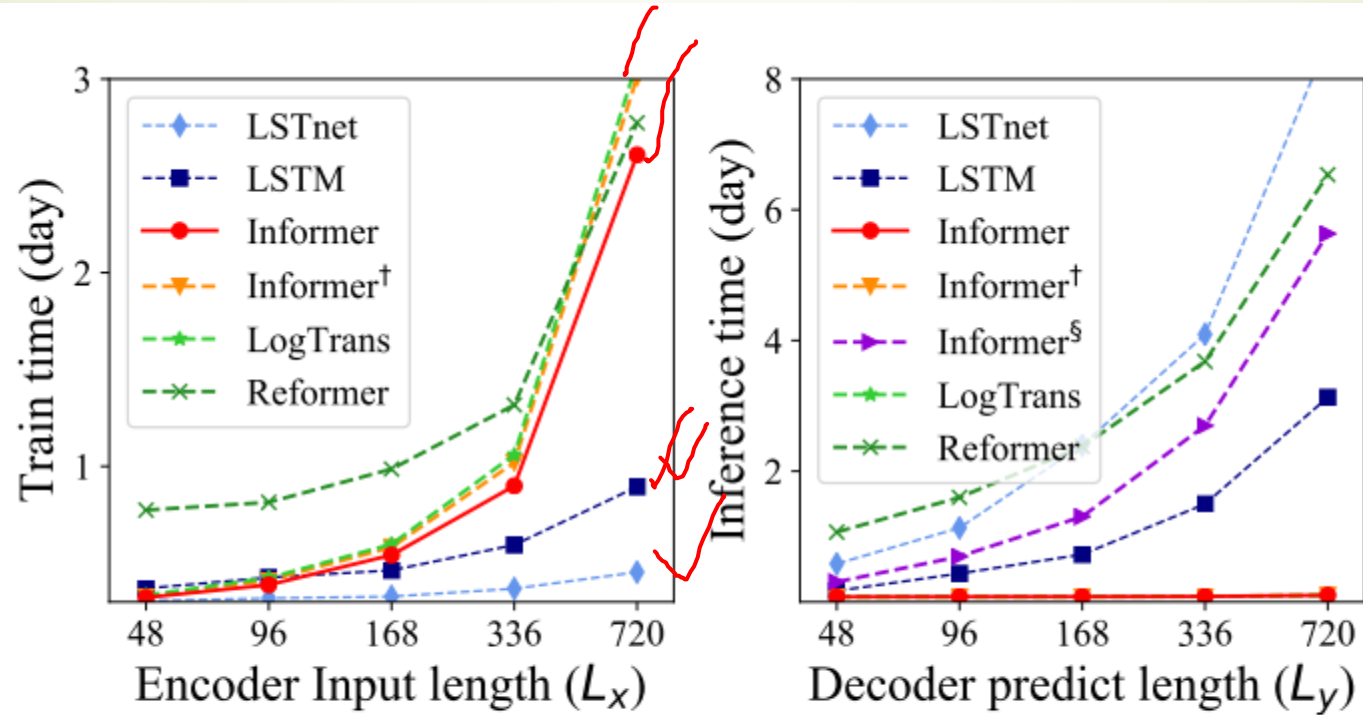 3
2
1
Train time (day)
LSTnet
LSTM
Informer
Informer†
LogTrans
Reformer
48 96 168 336 720
Encoder Input length (Lx)
8
6
4
2
Inference time (day)
LSTnet
LSTM
Informer
Informer†
Informer§
LogTrans
Reformer
48 96 168 336 720
Decoder predict length (Ly)